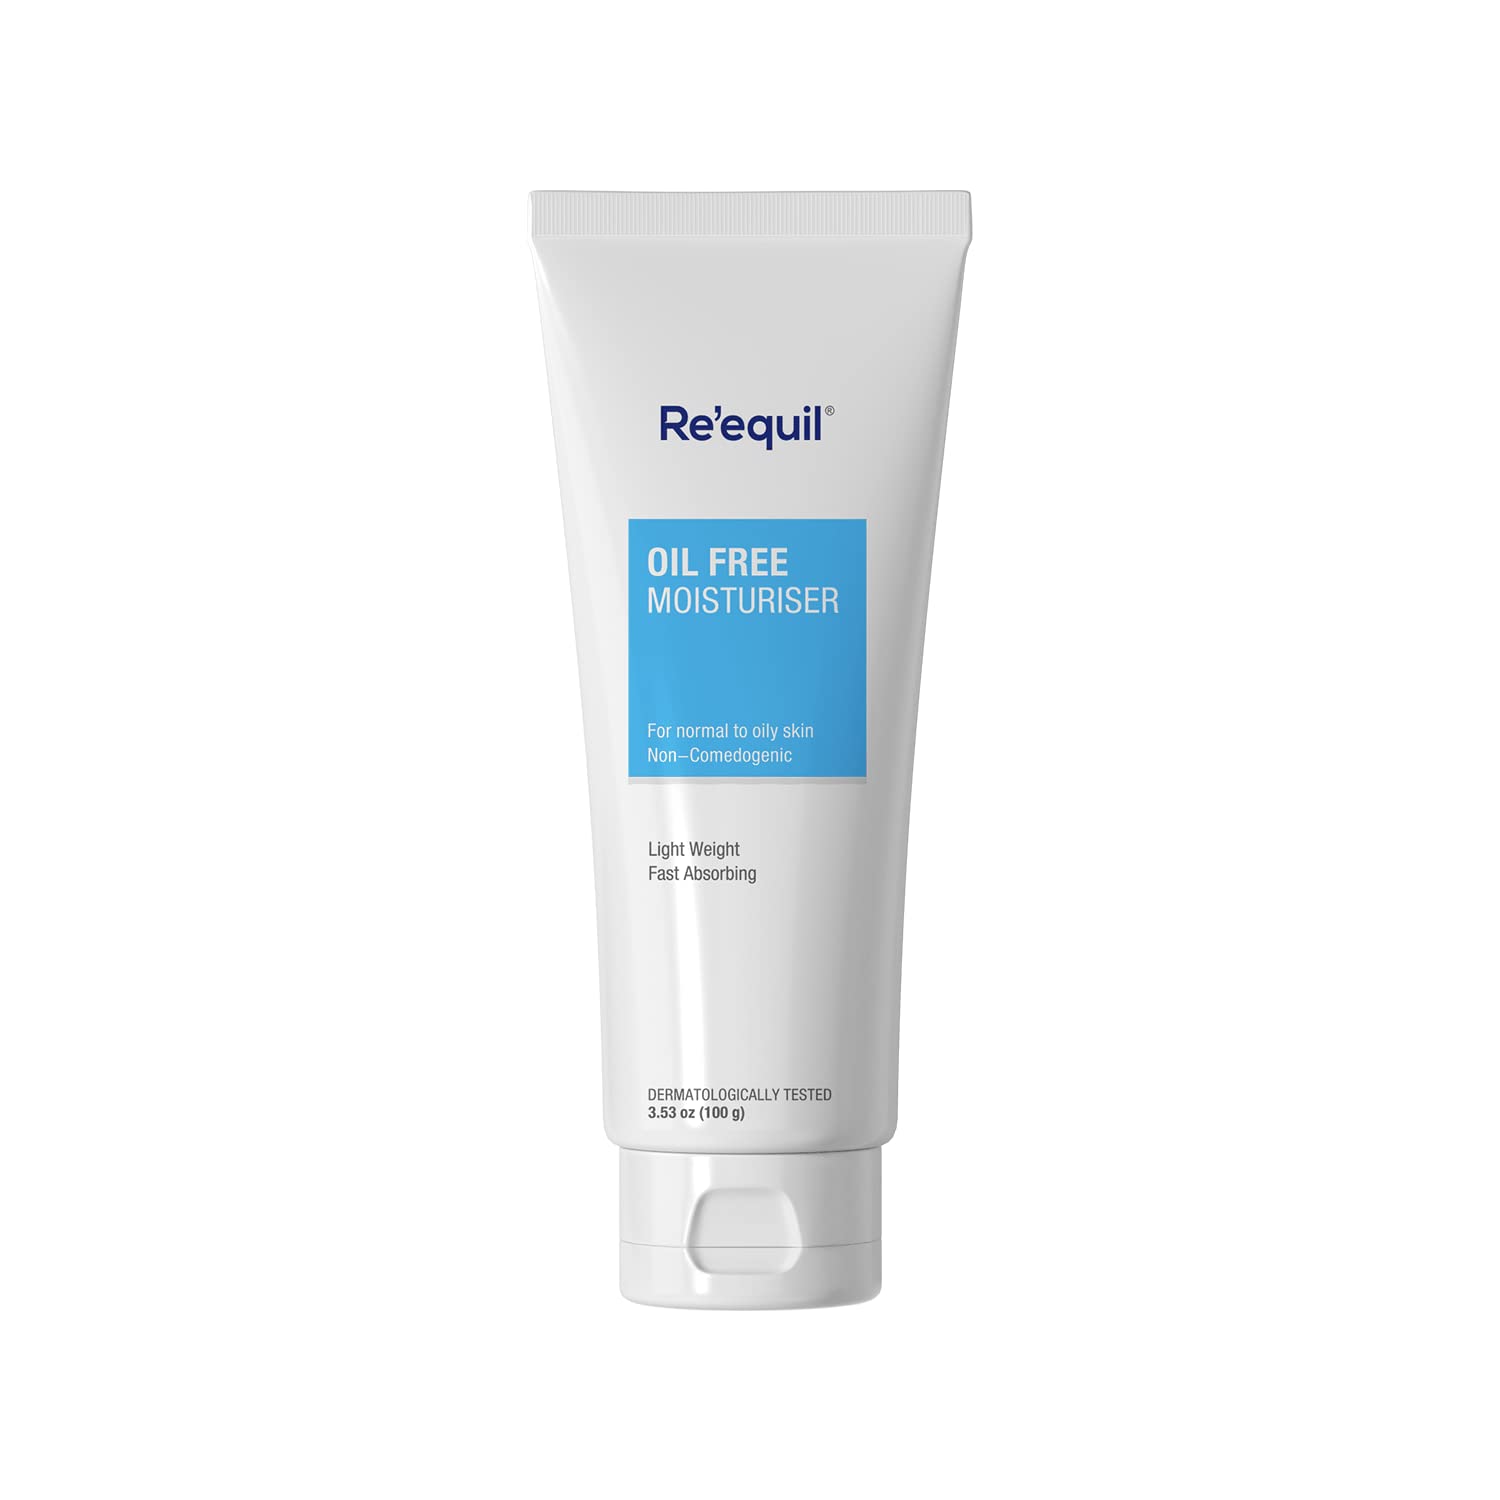 Re'equil®
OIL FREE
MOISTURISER
For normal to oily skin
Non–Comedogenic
Light Weight
Fast Absorbing
DERMATOLOGICALLY TESTED
3.53 oz (100 g)